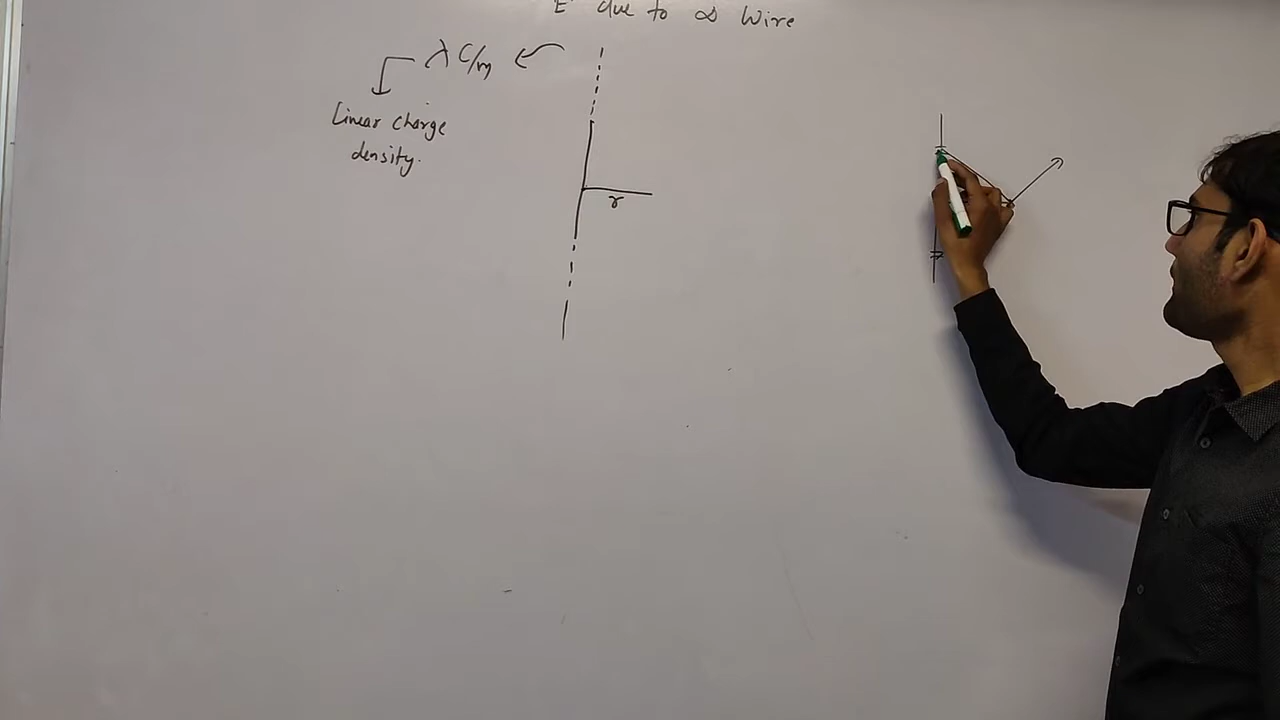 E due to ∞ Wire
λ C/m
Linear charge
density.
r